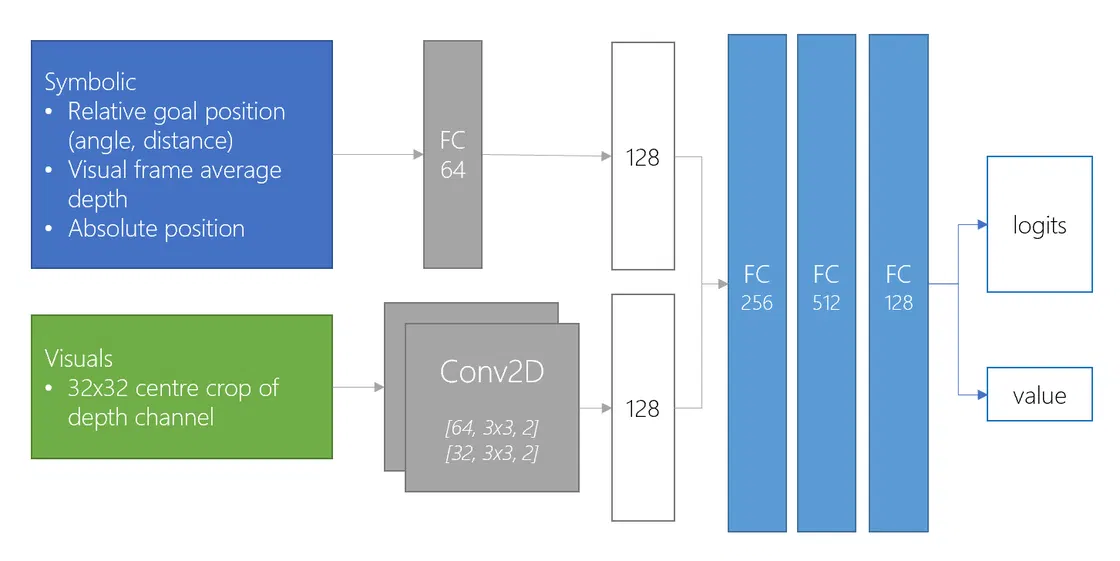 Symbolic
• Relative goal position
(angle, distance)
• Visual frame average
depth
• Absolute position
FC
64
128
Visuals
• 32x32 centre crop of
depth channel
Conv2D
[64, 3x3, 2]
[32, 3x3, 2]
128
FC
256
FC
512
FC
128
logits
value